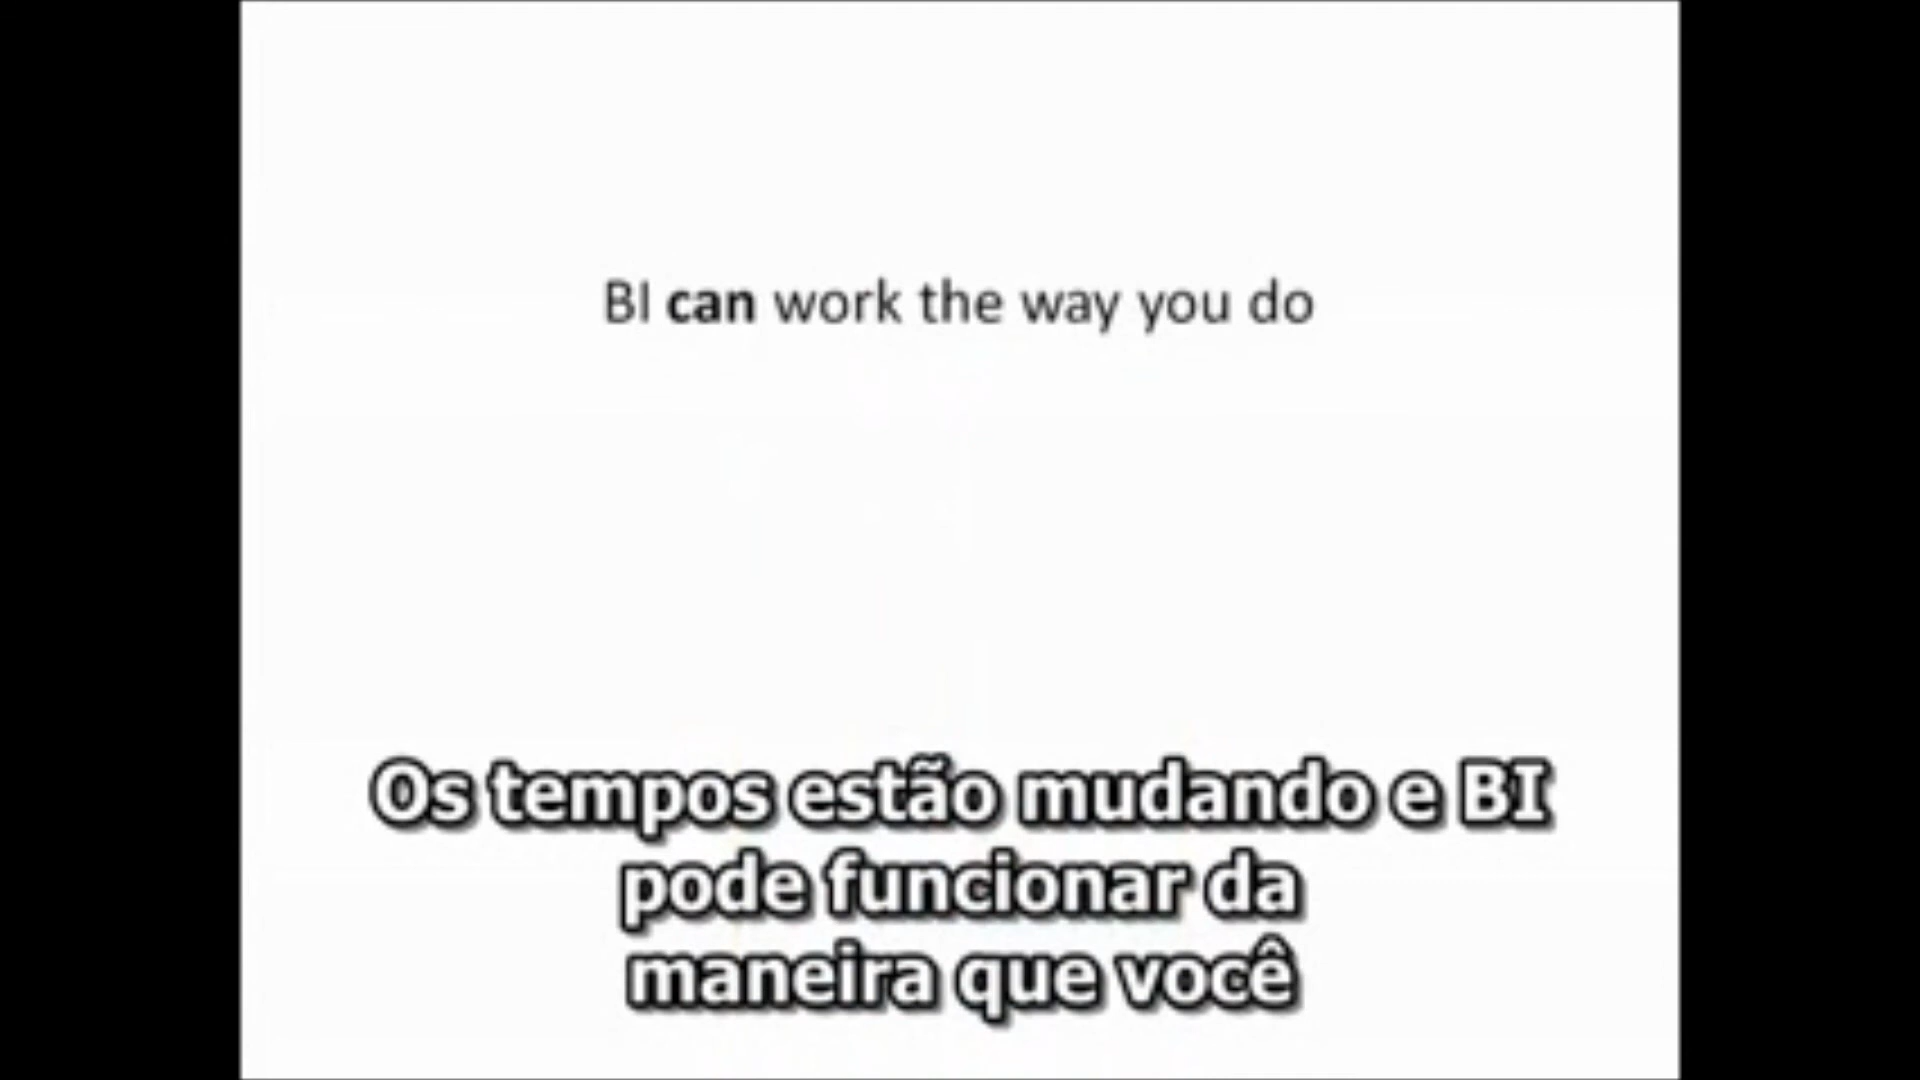 BI can work the way you do
Os tempos estão mudando e BI
pode funcionar da
maneira que você